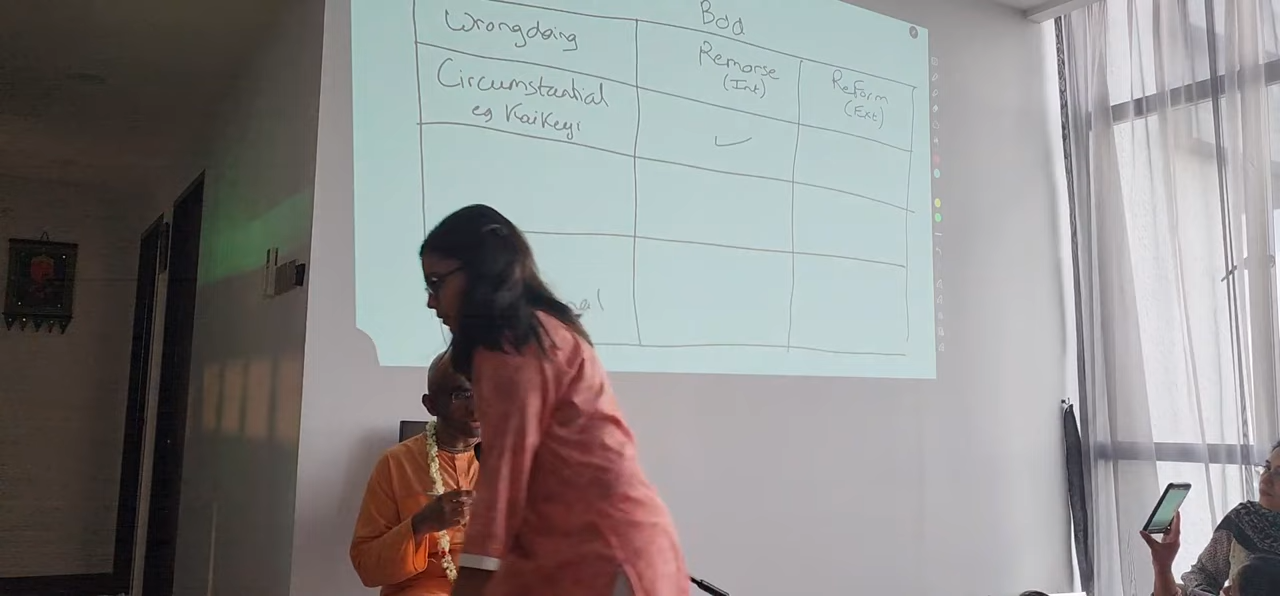 Bad
Wrongdoing
Remorse
(Int)
Reform
(Ext)
Circumstantial
eg Kaikeyi